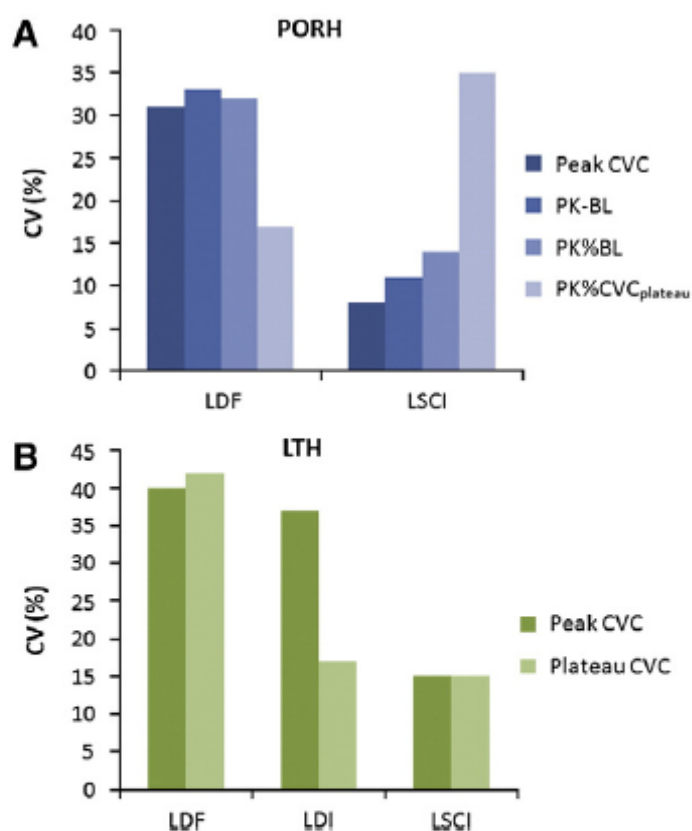 A
PORH
40
35
30
25
20
15
10
5
0
CV (%)
LDF
LSCI
Peak CVC
PK-BL
PK%BL
PK%CVCplateau
B
LTH
45
40
35
30
25
20
15
10
5
0
CV (%)
LDF
LDI
LSCI
Peak CVC
Plateau CVC